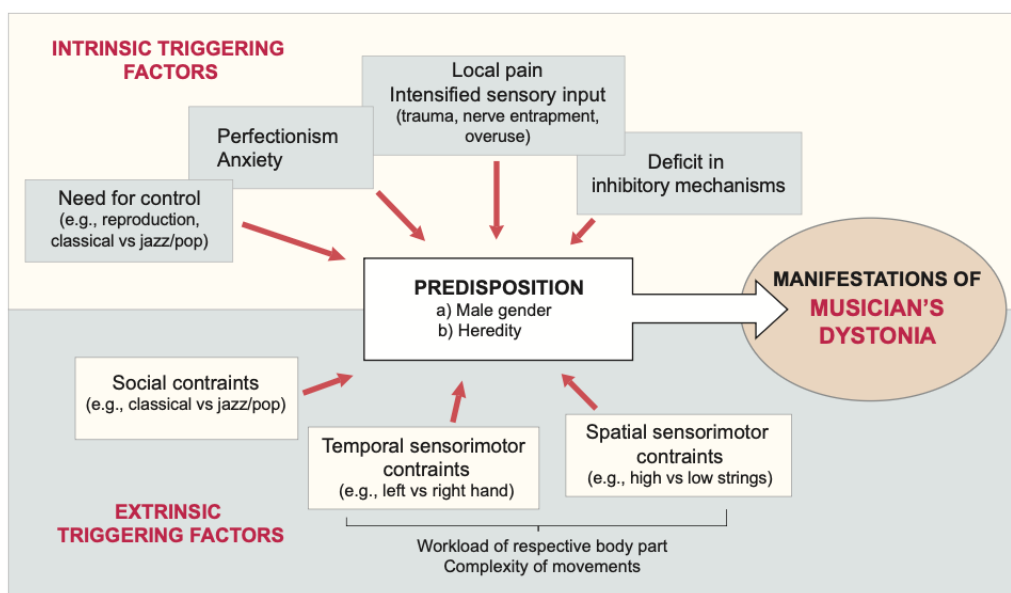 INTRINSIC TRIGGERING
FACTORS
Local pain
Intensified sensory input
(trauma, nerve entrapment,
overuse)
Perfectionism
Anxiety
Deficit in
inhibitory mechanisms
Need for control
(e.g., reproduction,
classical vs jazz/pop)
PREDISPOSITION
a) Male gender
b) Heredity
MANIFESTATIONS OF
MUSICIAN'S
DYSTONIA
Social contraints
(e.g., classical vs jazz/pop)
Temporal sensorimotor
contraints
(e.g., left vs right hand)
Spatial sensorimotor
contraints
(e.g., high vs low strings)
EXTRINSIC
TRIGGERING FACTORS
Workload of respective body part
Complexity of movements